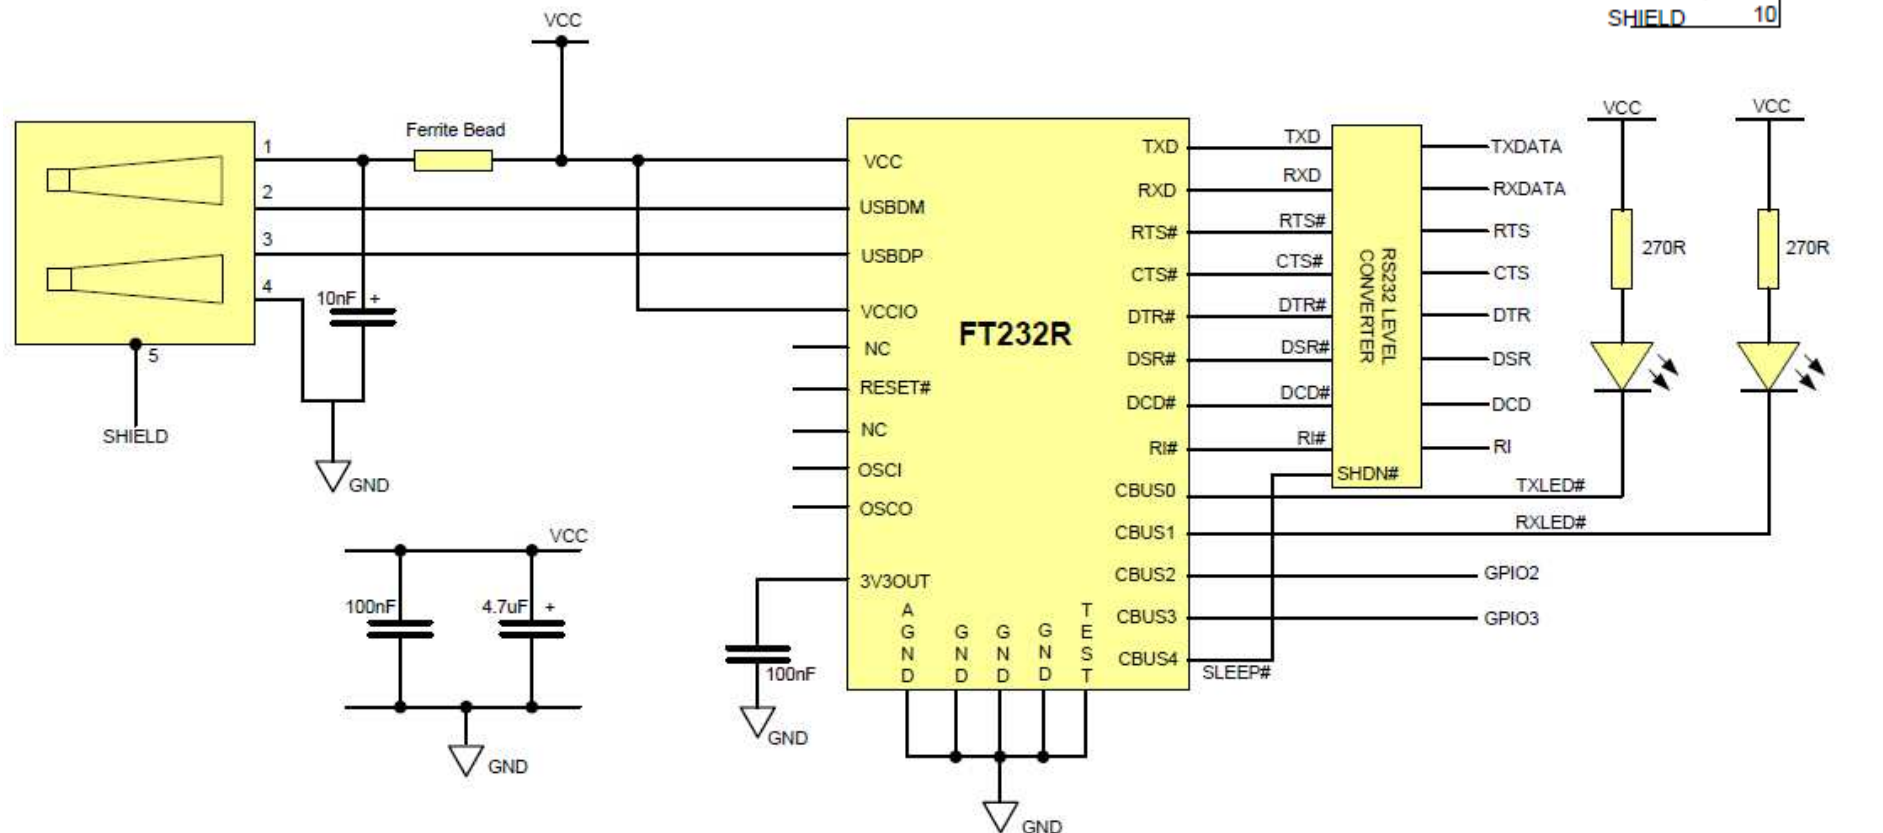 SHIELD 10
VCC
VCC
VCC
Ferrite Bead
1
2
3
4
5
SHIELD
10nF +
GND
VCC
100nF
4.7uF +
GND
100nF
GND
FT232R
VCC
USBDM
USBDP
VCCIO
NC
RESET#
NC
OSCI
OSCO
3V3OUT
AGND
GND
GND
GND
TEST
GND
TXD
RXD
RTS#
CTS#
DTR#
DSR#
DCD#
RI#
CBUS0
CBUS1
CBUS2
CBUS3
CBUS4
TXD
RXD
RTS#
CTS#
DTR#
DSR#
DCD#
RI#
SLEEP#
RS232 LEVEL
CONVERTER
SHDN#
TXDATA
RXDATA
RTS
CTS
DTR
DSR
DCD
RI
TXLED#
RXLED#
GPIO2
GPIO3
270R
270R